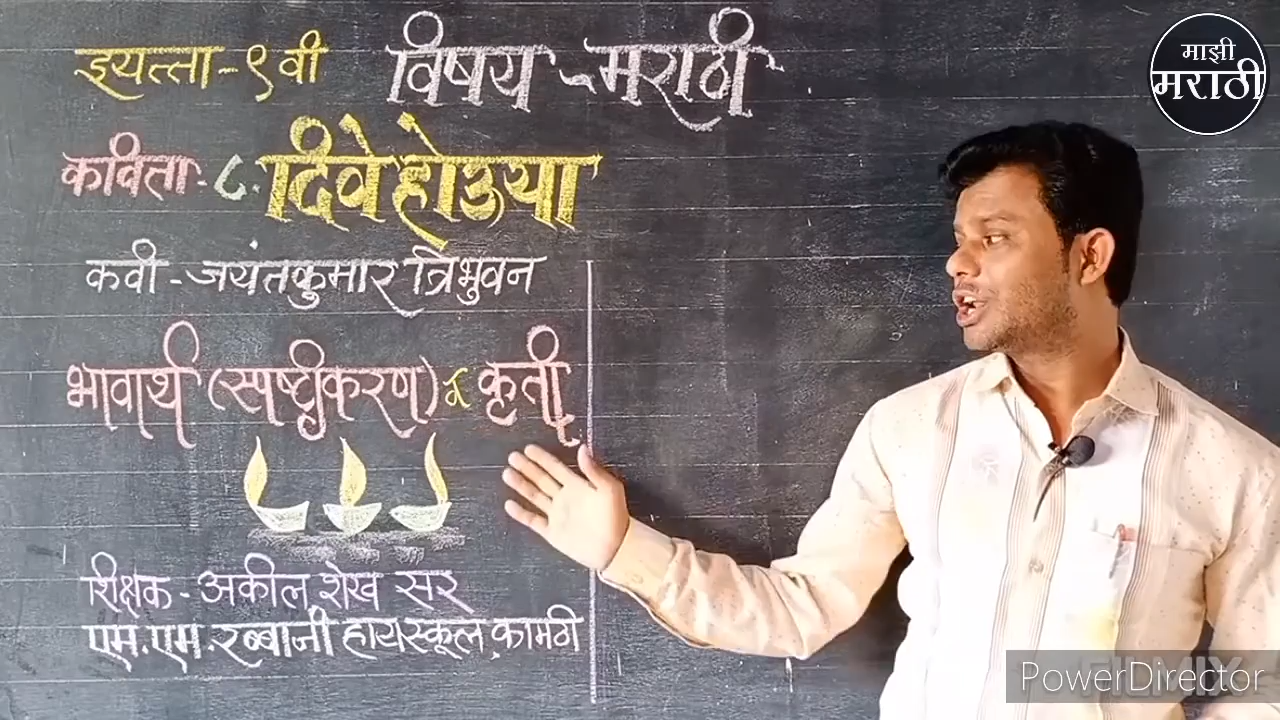 इयत्ता - ९ वी विषय - मराठी
कविता - ८. दिवे होऊया
कवी - जयंतकुमार त्रिभुवन
भावार्थ (स्पष्टीकरण) व कृती
शिक्षक - अकील शेख सर
एम. एम. रब्बानी हायस्कूल, कामठी
माझी
मराठी
PowerDirector